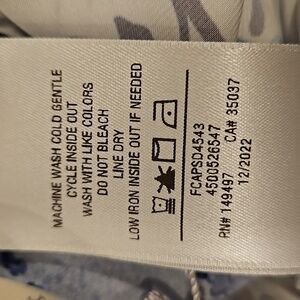 MACHINE WASH COLD GENTLE
CYCLE INSIDE OUT
WASH WITH LIKE COLORS
DO NOT BLEACH
LINE DRY
LOW IRON INSIDE OUT IF NEEDED
FCAPSD4543
4500526547
RN# 149497 CA# 35037
12/2022